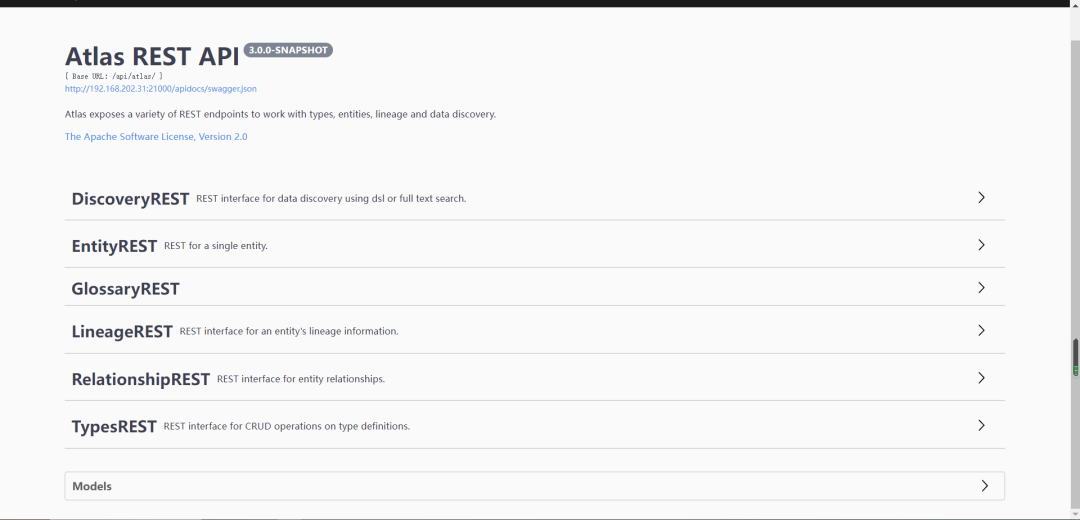 Atlas REST API 3.0.0-SNAPSHOT
[ Base URL: /api/atlas/ ]
http://192.168.202.31:21000/apidocs/swagger.json
Atlas exposes a variety of REST endpoints to work with types, entities, lineage and data discovery.
The Apache Software License, Version 2.0
DiscoveryREST REST interface for data discovery using dsl or full text search.
EntityREST REST for a single entity.
GlossaryREST
LineageREST REST interface for an entity's lineage information.
RelationshipREST REST interface for entity relationships.
TypesREST REST interface for CRUD operations on type definitions.
Models